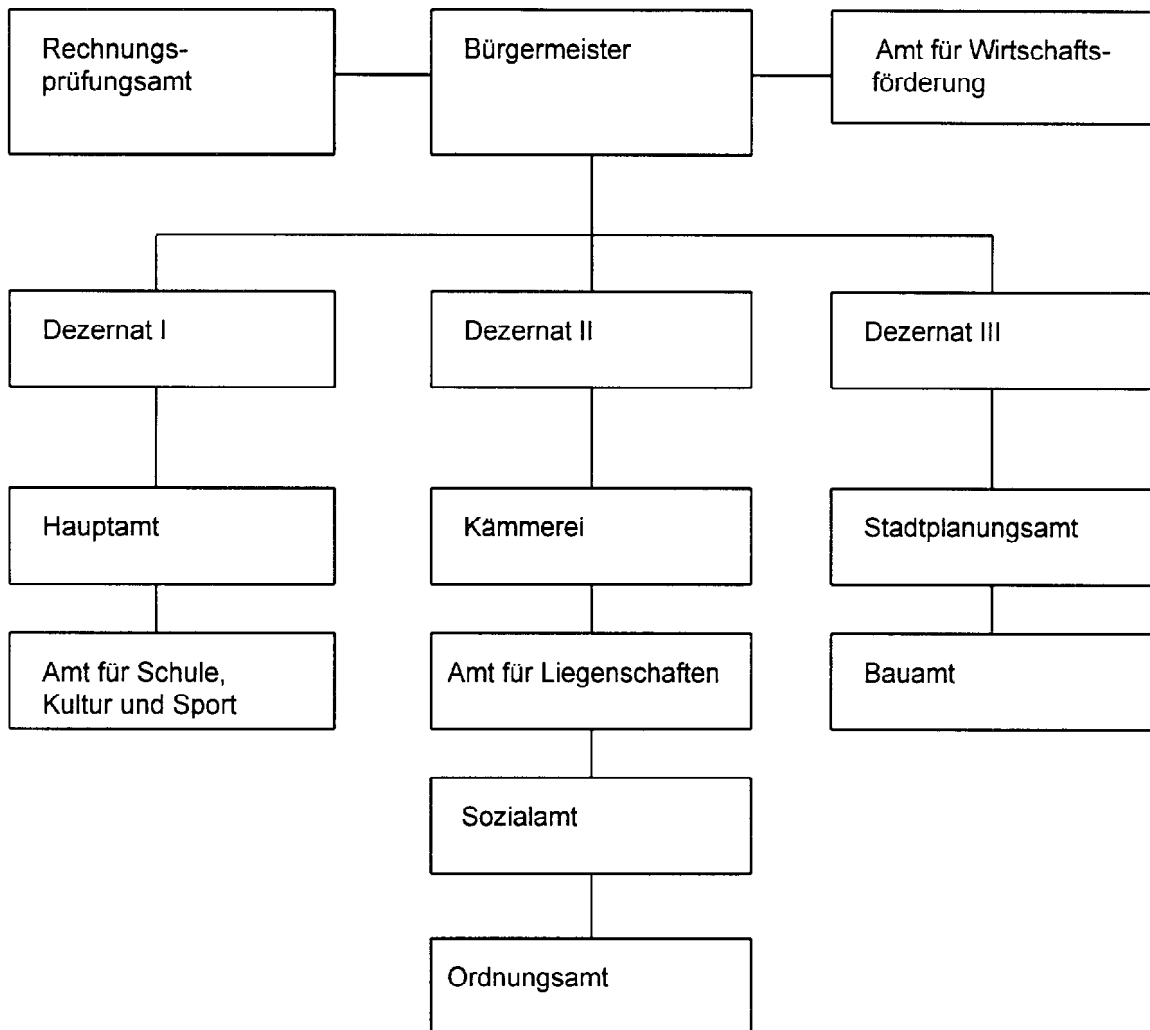 Rechnungs-
prüfungsamt
Bürgermeister
Amt für Wirtschafts-
förderung
Dezernat I
Dezernat II
Dezernat III
Hauptamt
Kämmerei
Stadtplanungsamt
Amt für Schule,
Kultur und Sport
Amt für Liegenschaften
Bauamt
Sozialamt
Ordnungsamt